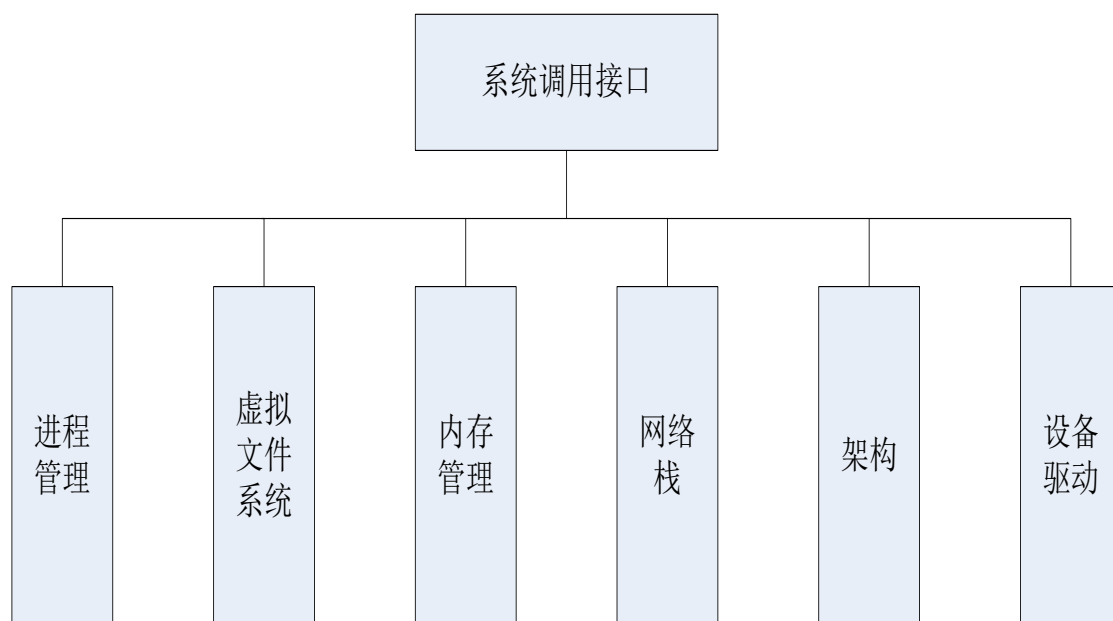 系统调用接口
进程
管理
虚拟
文件
系统
内存
管理
网络
栈
架构
设备
驱动